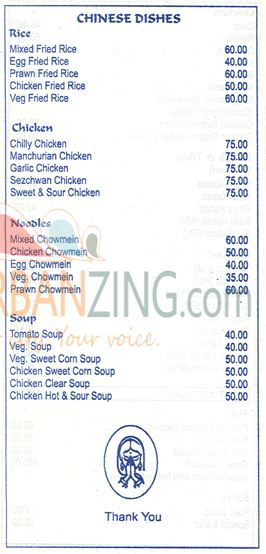 CHINESE DISHES
Rice
Mixed Fried Rice 60.00
Egg Fried Rice 40.00
Prawn Fried Rice 60.00
Chicken Fried Rice 50.00
Veg Fried Rice 60.00
Chicken
Chilly Chicken 75.00
Manchurian Chicken 75.00
Garlic Chicken 75.00
Sezchwan Chicken 75.00
Sweet & Sour Chicken 75.00
Noodles
Mixed Chowmein 60.00
Chicken Chowmein 50.00
Egg Chowmein 40.00
Veg. Chowmein 35.00
Prawn Chowmein 60.00
RBANZING.com
Your voice.
Soup
Tomato Soup 40.00
Veg. Soup 40.00
Veg. Sweet Corn Soup 50.00
Chicken Sweet Corn Soup 50.00
Chicken Clear Soup 50.00
Chicken Hot & Sour Soup 50.00
Thank You